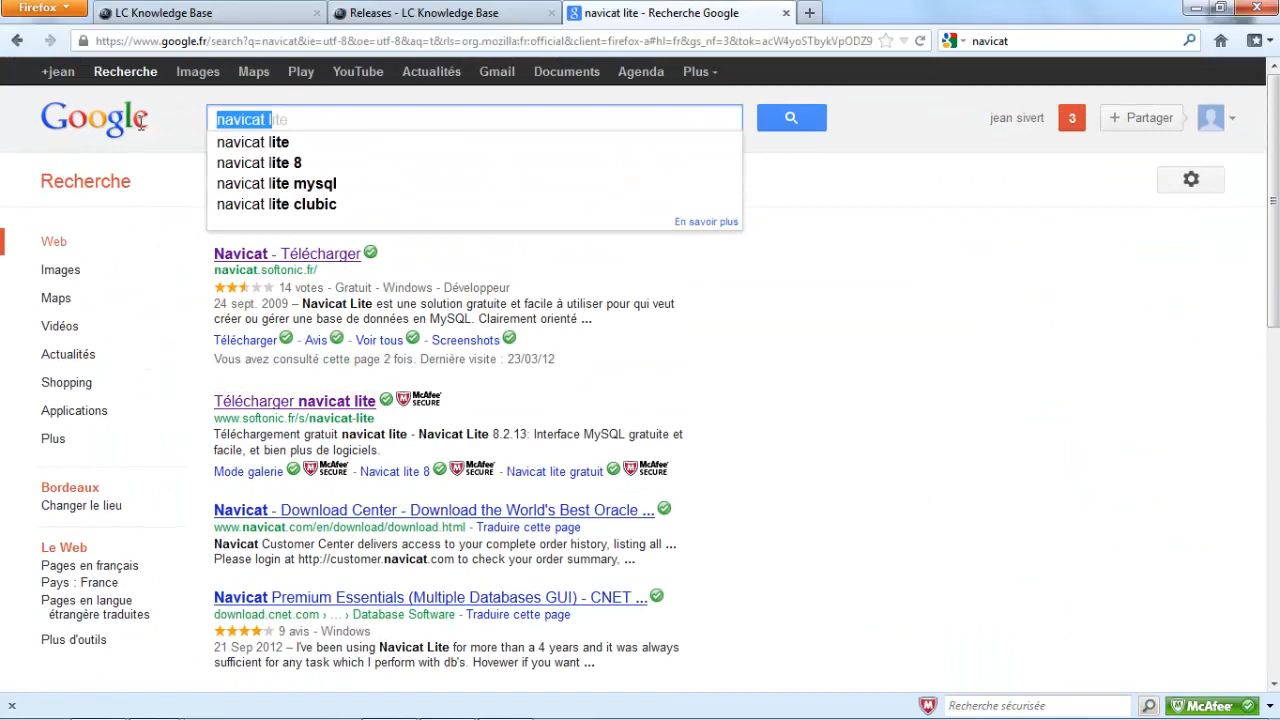 Firefox
LC Knowledge Base
Releases - LC Knowledge Base
navicat lite - Recherche Google
https://www.google.fr/search?q=navicat&ie=utf-8&oe=utf-8&aq=t&rls=org.mozilla:fr:official&client=firefox-a#hl=fr&gs_nf=3&tok=acW4yoSTbykVpODZ9
navicat
+jean Recherche Images Maps Play YouTube Actualités Gmail Documents Agenda Plus
Google
navicat lite
jean sivert 3 + Partager
navicat lite
navicat lite 8
navicat lite mysql
navicat lite clubic
En savoir plus
Recherche
Web
Images
Maps
Vidéos
Actualités
Shopping
Applications
Plus
Bordeaux
Changer le lieu
Le Web
Pages en français
Pays : France
Pages en langue
étrangère traduites
Plus d'outils
Navicat - Télécharger
navicat.softonic.fr/
14 votes - Gratuit - Windows - Développeur
24 sept. 2009 – Navicat Lite est une solution gratuite et facile à utiliser pour qui veut
créer ou gérer une base de données en MySQL. Clairement orienté ...
Télécharger - Avis - Voir tous - Screenshots
Vous avez consulté cette page 2 fois. Dernière visite : 23/03/12
Télécharger navicat lite McAfee SECURE
www.softonic.fr/s/navicat-lite
Téléchargement gratuit navicat lite - Navicat Lite 8.2.13: Interface MySQL gratuite et
facile, et bien plus de logiciels.
Mode galerie McAfee SECURE - Navicat lite 8 McAfee SECURE - Navicat lite gratuit McAfee SECURE
Navicat - Download Center - Download the World's Best Oracle ...
www.navicat.com/en/download/download.html - Traduire cette page
Navicat Customer Center delivers access to your complete order history, listing all ...
Please login at http://customer.navicat.com to check your order summary, ...
Navicat Premium Essentials (Multiple Databases GUI) - CNET ...
download.cnet.com › ... › Database Software - Traduire cette page
9 avis - Windows
21 Sep 2012 – I've been using Navicat Lite for more than a 4 years and it was always
sufficient for any task which I perform with db's. Hovewer if you want ...
Recherche sécurisée
McAfee